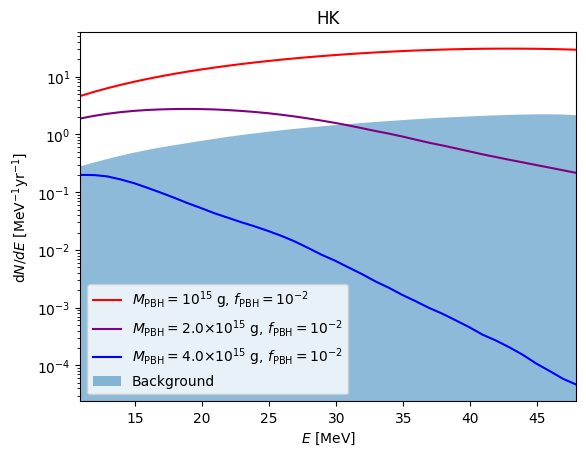 HK
dN/dE [MeV⁻¹yr⁻¹]
10¹
10⁰
10⁻¹
10⁻²
10⁻³
10⁻⁴
M_PBH = 10¹⁵ g, f_PBH = 10⁻²
M_PBH = 2.0×10¹⁵ g, f_PBH = 10⁻²
M_PBH = 4.0×10¹⁵ g, f_PBH = 10⁻²
Background
15 20 25 30 35 40 45
E [MeV]